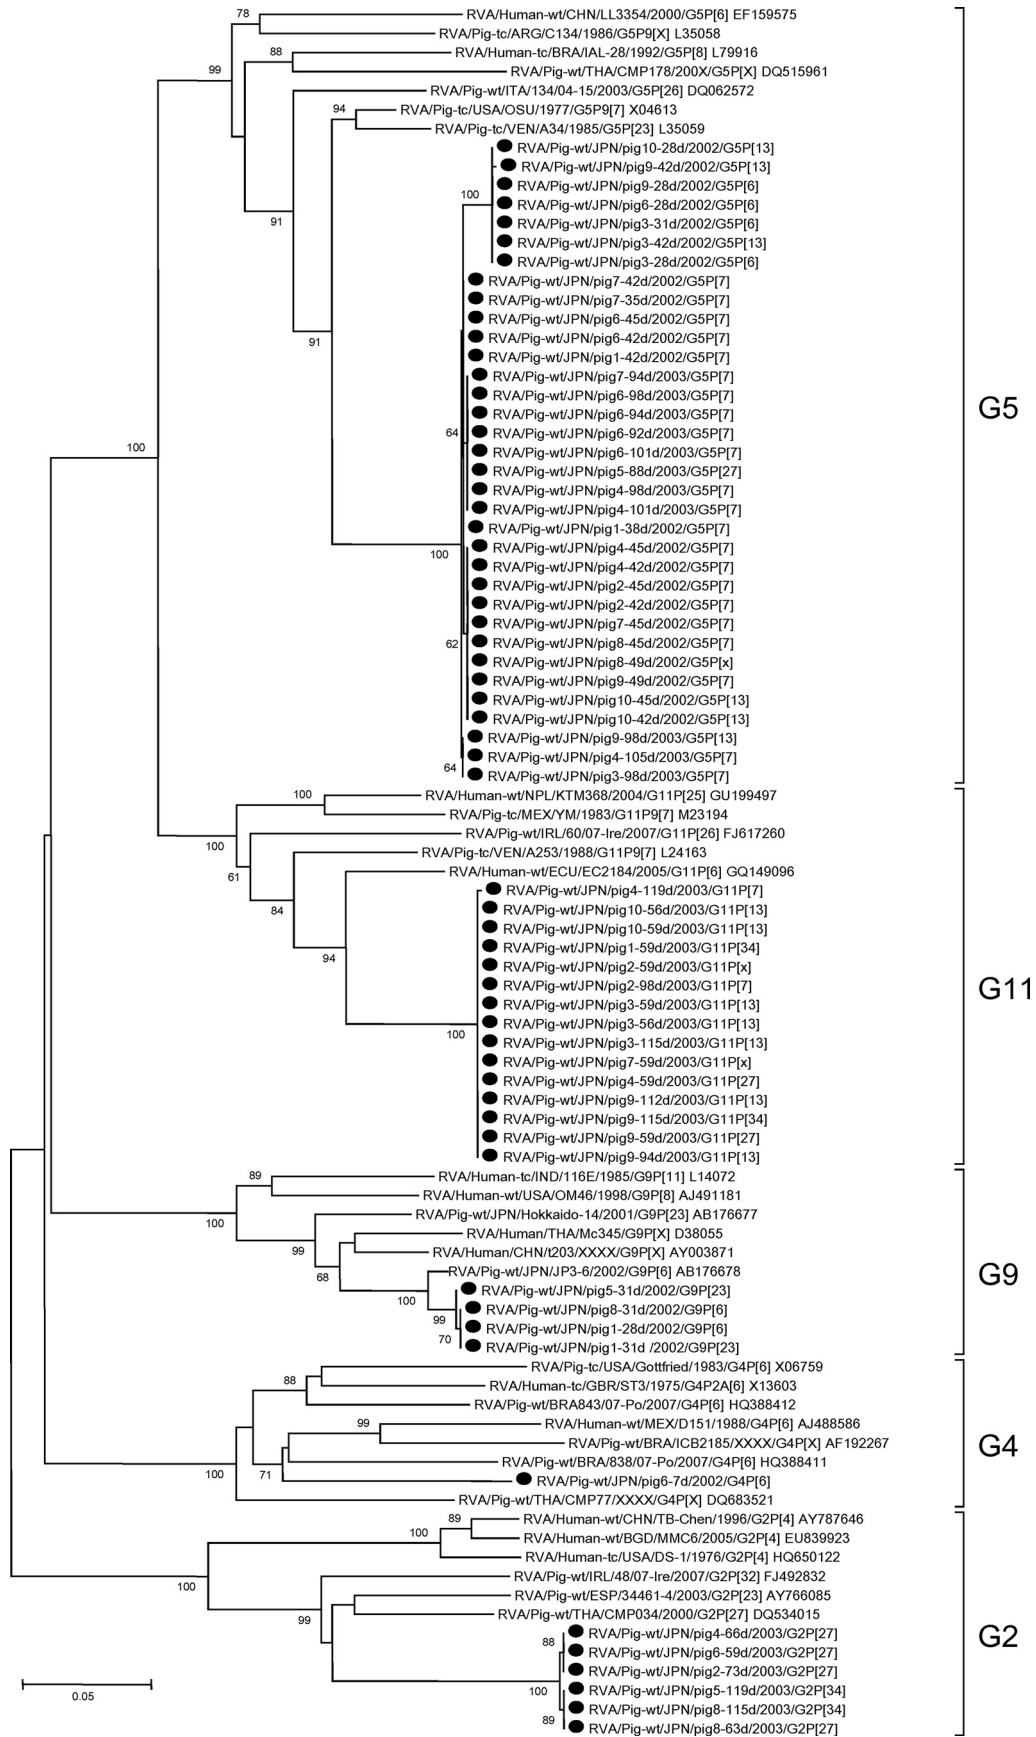 78
RVA/Human-wt/CHN/LL3354/2000/G5P[6] EF159575
RVA/Pig-tc/ARG/C134/1986/G5P9[X] L35058
88
RVA/Human-tc/BRA/IAL-28/1992/G5P[8] L79916
99
RVA/Pig-wt/THA/CMP178/200X/G5P[X] DQ515961
RVA/Pig-wt/ITA/134/04-15/2003/G5P[26] DQ062572
94
RVA/Pig-tc/USA/OSU/1977/G5P9[7] X04613
RVA/Pig-tc/VEN/A34/1985/G5P[23] L35059
RVA/Pig-wt/JPN/pig10-28d/2002/G5P[13]
RVA/Pig-wt/JPN/pig9-42d/2002/G5P[13]
RVA/Pig-wt/JPN/pig9-28d/2002/G5P[6]
100
RVA/Pig-wt/JPN/pig6-28d/2002/G5P[6]
91
RVA/Pig-wt/JPN/pig3-31d/2002/G5P[6]
RVA/Pig-wt/JPN/pig3-42d/2002/G5P[13]
RVA/Pig-wt/JPN/pig3-28d/2002/G5P[6]
RVA/Pig-wt/JPN/pig7-42d/2002/G5P[7]
RVA/Pig-wt/JPN/pig7-35d/2002/G5P[7]
RVA/Pig-wt/JPN/pig6-45d/2002/G5P[7]
91
RVA/Pig-wt/JPN/pig6-42d/2002/G5P[7]
RVA/Pig-wt/JPN/pig1-42d/2002/G5P[7]
RVA/Pig-wt/JPN/pig7-94d/2003/G5P[7]
RVA/Pig-wt/JPN/pig6-98d/2003/G5P[7]
G5
RVA/Pig-wt/JPN/pig6-94d/2003/G5P[7]
64
RVA/Pig-wt/JPN/pig6-92d/2003/G5P[7]
100
RVA/Pig-wt/JPN/pig6-101d/2003/G5P[7]
RVA/Pig-wt/JPN/pig5-88d/2003/G5P[27]
RVA/Pig-wt/JPN/pig4-98d/2003/G5P[7]
RVA/Pig-wt/JPN/pig4-101d/2003/G5P[7]
RVA/Pig-wt/JPN/pig1-38d/2002/G5P[7]
100
RVA/Pig-wt/JPN/pig4-45d/2002/G5P[7]
RVA/Pig-wt/JPN/pig4-42d/2002/G5P[7]
RVA/Pig-wt/JPN/pig2-45d/2002/G5P[7]
RVA/Pig-wt/JPN/pig2-42d/2002/G5P[7]
RVA/Pig-wt/JPN/pig7-45d/2002/G5P[7]
62
RVA/Pig-wt/JPN/pig8-45d/2002/G5P[7]
RVA/Pig-wt/JPN/pig8-49d/2002/G5P[x]
RVA/Pig-wt/JPN/pig9-49d/2002/G5P[7]
RVA/Pig-wt/JPN/pig10-45d/2002/G5P[13]
RVA/Pig-wt/JPN/pig10-42d/2002/G5P[13]
RVA/Pig-wt/JPN/pig9-98d/2003/G5P[13]
RVA/Pig-wt/JPN/pig4-105d/2003/G5P[7]
64
RVA/Pig-wt/JPN/pig3-98d/2003/G5P[7]
100
RVA/Human-wt/NPL/KTM368/2004/G11P[25] GU199497
RVA/Pig-tc/MEX/YM/1983/G11P9[7] M23194
RVA/Pig-wt/IRL/60/07-Ire/2007/G11P[26] FJ617260
100
RVA/Pig-tc/VEN/A253/1988/G11P9[7] L24163
61
RVA/Human-wt/ECU/EC2184/2005/G11P[6] GQ149096
RVA/Pig-wt/JPN/pig4-119d/2003/G11P[7]
84
RVA/Pig-wt/JPN/pig10-56d/2003/G11P[13]
RVA/Pig-wt/JPN/pig10-59d/2003/G11P[13]
RVA/Pig-wt/JPN/pig1-59d/2003/G11P[34]
94
RVA/Pig-wt/JPN/pig2-59d/2003/G11P[x]
RVA/Pig-wt/JPN/pig2-98d/2003/G11P[7]
G11
RVA/Pig-wt/JPN/pig3-59d/2003/G11P[13]
RVA/Pig-wt/JPN/pig3-56d/2003/G11P[13]
100
RVA/Pig-wt/JPN/pig3-115d/2003/G11P[13]
RVA/Pig-wt/JPN/pig7-59d/2003/G11P[x]
RVA/Pig-wt/JPN/pig4-59d/2003/G11P[27]
RVA/Pig-wt/JPN/pig9-112d/2003/G11P[13]
RVA/Pig-wt/JPN/pig9-115d/2003/G11P[34]
RVA/Pig-wt/JPN/pig9-59d/2003/G11P[27]
RVA/Pig-wt/JPN/pig9-94d/2003/G11P[13]
89
RVA/Human-tc/IND/116E/1985/G9P[11] L14072
RVA/Human-wt/USA/OM46/1998/G9P[8] AJ491181
100
RVA/Pig-wt/JPN/Hokkaido-14/2001/G9P[23] AB176677
RVA/Human/THA/Mc345/G9P[X] D38055
99
RVA/Human/CHN/t203/XXXX/G9P[X] AY003871
68
RVA/Pig-wt/JPN/JP3-6/2002/G9P[6] AB176678
G9
RVA/Pig-wt/JPN/pig5-31d/2002/G9P[23]
100
RVA/Pig-wt/JPN/pig8-31d/2002/G9P[6]
99
RVA/Pig-wt/JPN/pig1-28d/2002/G9P[6]
70
RVA/Pig-wt/JPN/pig1-31d /2002/G9P[23]
RVA/Pig-tc/USA/Gottfried/1983/G4P[6] X06759
88
RVA/Human-tc/GBR/ST3/1975/G4P2A[6] X13603
RVA/Pig-wt/BRA843/07-Po/2007/G4P[6] HQ388412
99
RVA/Human-wt/MEX/D151/1988/G4P[6] AJ488586
RVA/Pig-wt/BRA/ICB2185/XXXX/G4P[X] AF192267
G4
RVA/Pig-wt/BRA/838/07-Po/2007/G4P[6] HQ388411
100
71
RVA/Pig-wt/JPN/pig6-7d/2002/G4P[6]
RVA/Pig-wt/THA/CMP77/XXXX/G4P[X] DQ683521
89
RVA/Human-wt/CHN/TB-Chen/1996/G2P[4] AY787646
100
RVA/Human-wt/BGD/MMC6/2005/G2P[4] EU839923
RVA/Human-tc/USA/DS-1/1976/G2P[4] HQ650122
100
RVA/Pig-wt/IRL/48/07-Ire/2007/G2P[32] FJ492832
RVA/Pig-wt/ESP/34461-4/2003/G2P[23] AY766085
99
RVA/Pig-wt/THA/CMP034/2000/G2P[27] DQ534015
RVA/Pig-wt/JPN/pig4-66d/2003/G2P[27]
G2
88
RVA/Pig-wt/JPN/pig6-59d/2003/G2P[27]
RVA/Pig-wt/JPN/pig2-73d/2003/G2P[27]
100
RVA/Pig-wt/JPN/pig5-119d/2003/G2P[34]
0.05
RVA/Pig-wt/JPN/pig8-115d/2003/G2P[34]
89
RVA/Pig-wt/JPN/pig8-63d/2003/G2P[27]